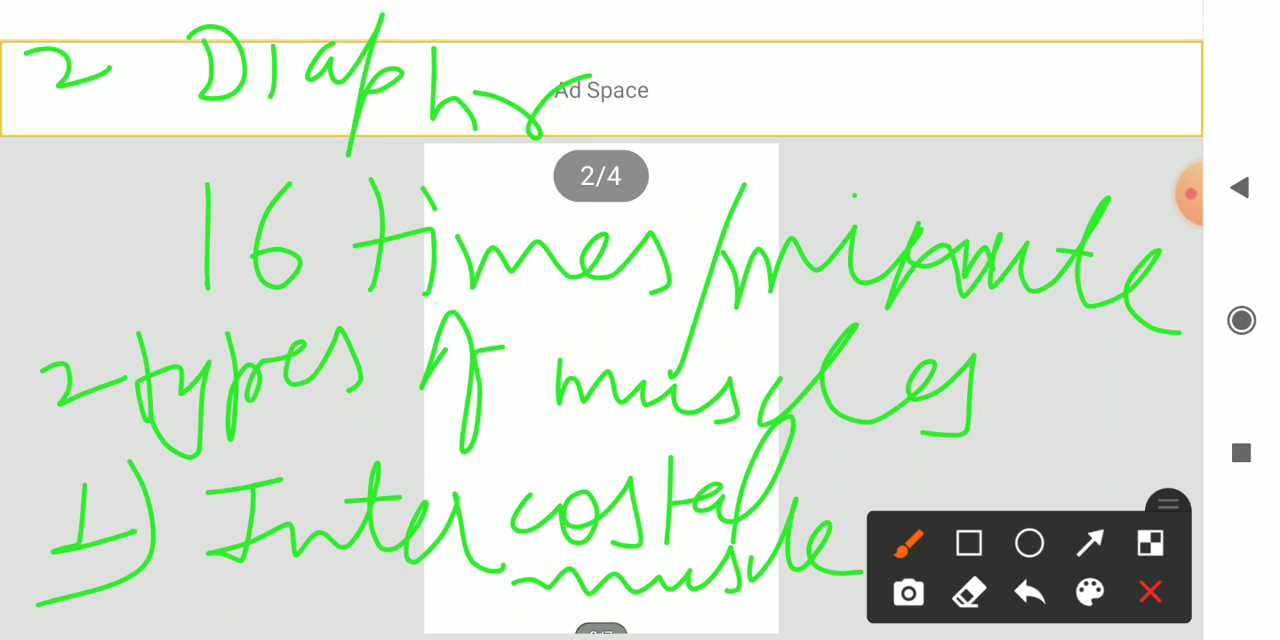 2 Diaphr
Ad Space
2/4
16 times/minute
2 types of muscles
1) Intercostal
muscle